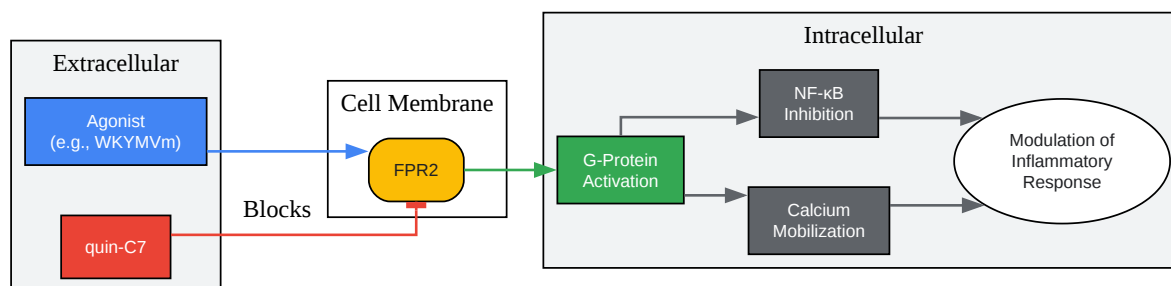 Extracellular
Agonist
(e.g., WKYMVm)
quin-C7
Blocks
Cell Membrane
FPR2
Intracellular
G-Protein
Activation
NF-κB
Inhibition
Calcium
Mobilization
Modulation of
Inflammatory
Response